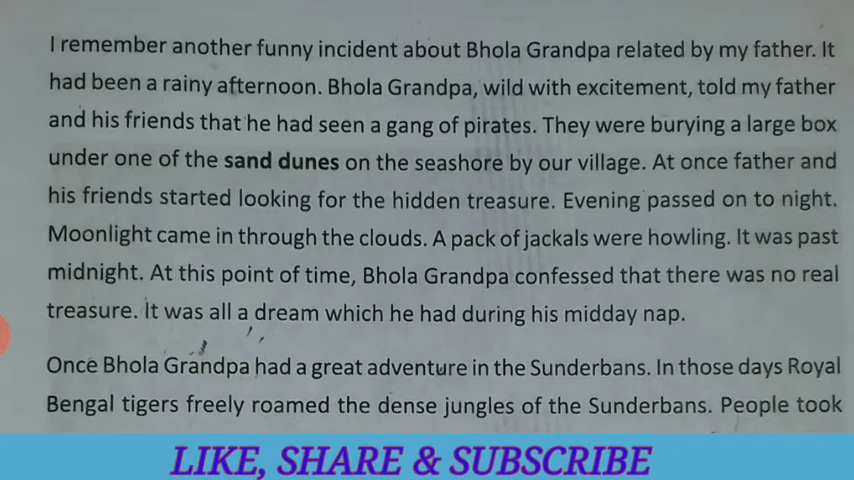 I remember another funny incident about Bhola Grandpa related by my father. It
had been a rainy afternoon. Bhola Grandpa, wild with excitement, told my father
and his friends that he had seen a gang of pirates. They were burying a large box
under one of the sand dunes on the seashore by our village. At once father and
his friends started looking for the hidden treasure. Evening passed on to night.
Moonlight came in through the clouds. A pack of jackals were howling. It was past
midnight. At this point of time, Bhola Grandpa confessed that there was no real
treasure. It was all a dream which he had during his midday nap.
Once Bhola Grandpa had a great adventure in the Sunderbans. In those days Royal
Bengal tigers freely roamed the dense jungles of the Sunderbans. People took
LIKE, SHARE & SUBSCRIBE